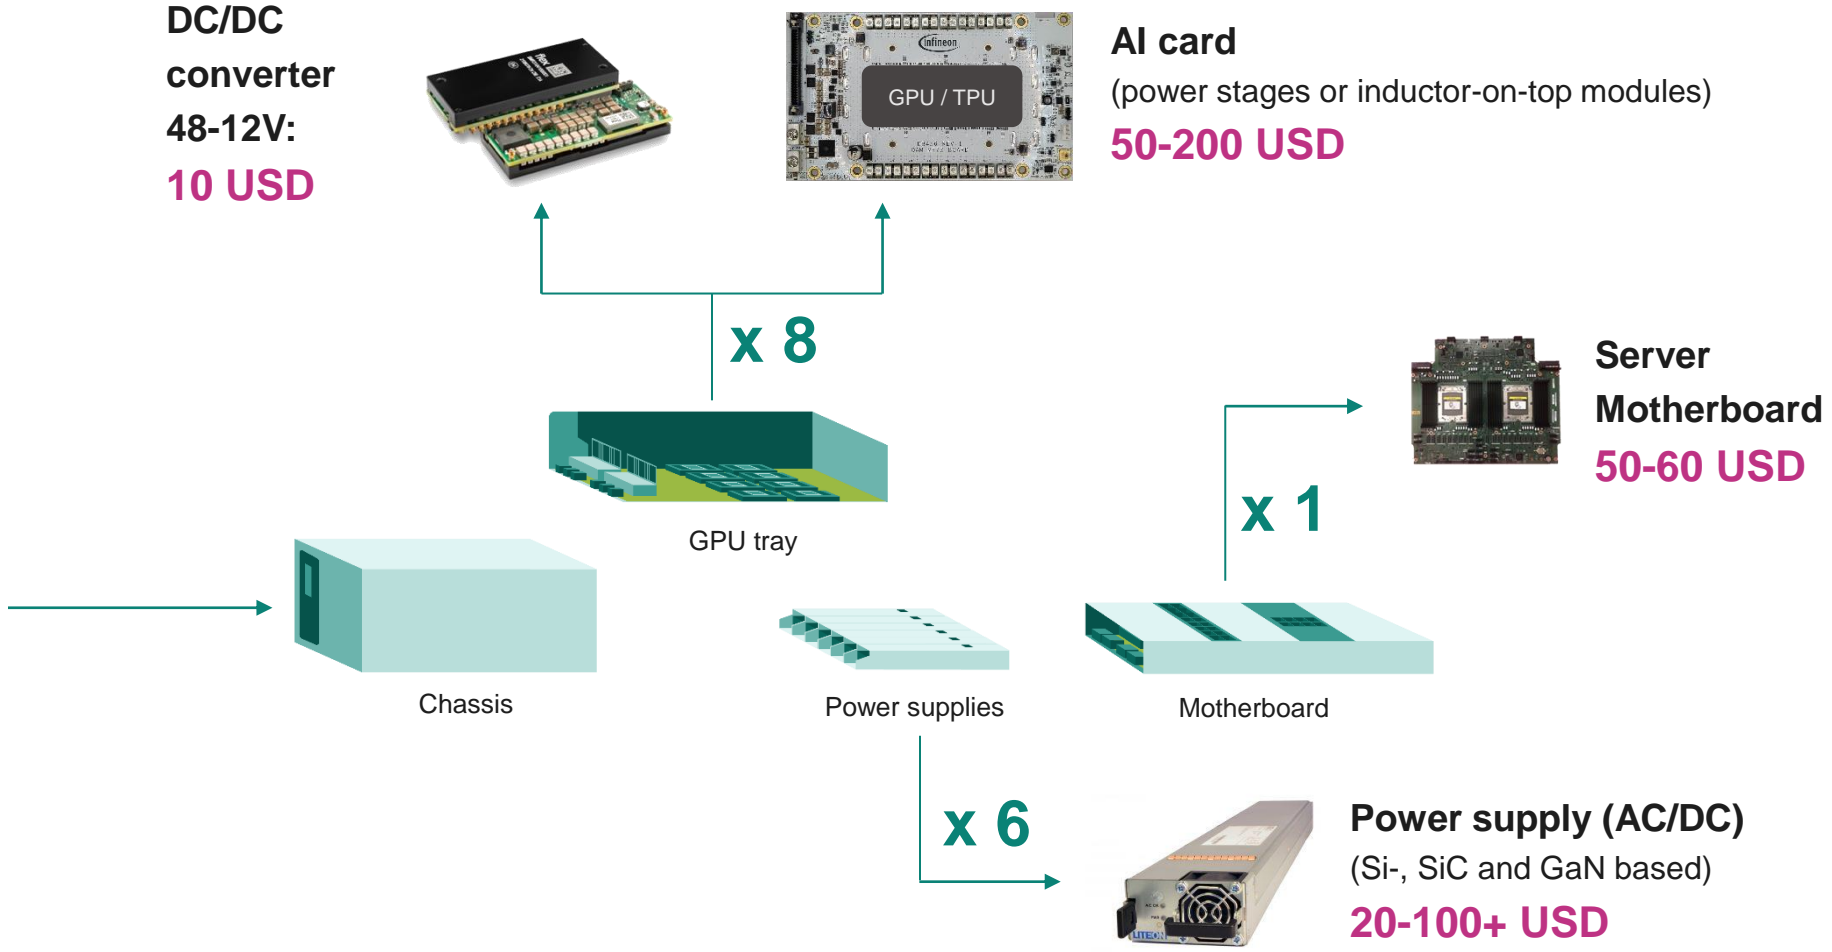 DC/DC
converter
48-12V:
10 USD
flex
infineon
GPU / TPU
AI card
(power stages or inductor-on-top modules)
50-200 USD
x 8
GPU tray
Server
Motherboard
50-60 USD
x 1
Chassis
Power supplies
Motherboard
x 6
Power supply (AC/DC)
(Si-, SiC and GaN based)
20-100+ USD
LITEON